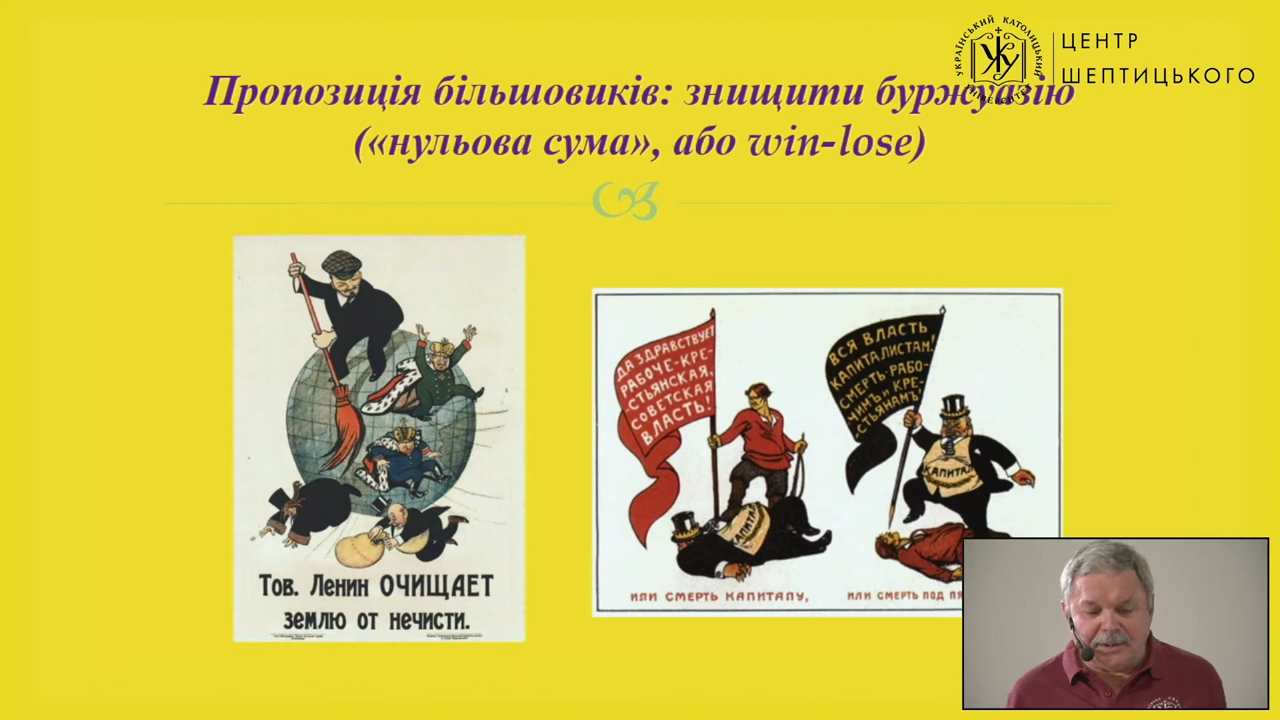 УКРАЇНСЬКИЙ КАТОЛИЦЬКИЙ УНІВЕРСИТЕТ
ЦЕНТР
ШЕПТИЦЬКОГО
Пропозиція більшовиків: знищити буржуазію
(«нульова сума», або win-lose)
Тов. Ленин ОЧИЩАЕТ
землю от нечисти.
ДА ЗДРАВСТВУЕТ
РАБОЧЕ-КРЕ-
СТЬЯНСКАЯ,
СОВЕТСКАЯ
ВЛАСТЬ!
КАПИТАЛ
ИЛИ СМЕРТЬ КАПИТАЛУ,
ВСЯ ВЛАСТЬ
КАПИТАЛИСТАМ!
СМЕРТЬ РАБО-
ЧИМЪ И КРЕ-
СТЬЯНАМЪ!
КАПИТАЛ
ИЛИ СМЕРТЬ ПОД